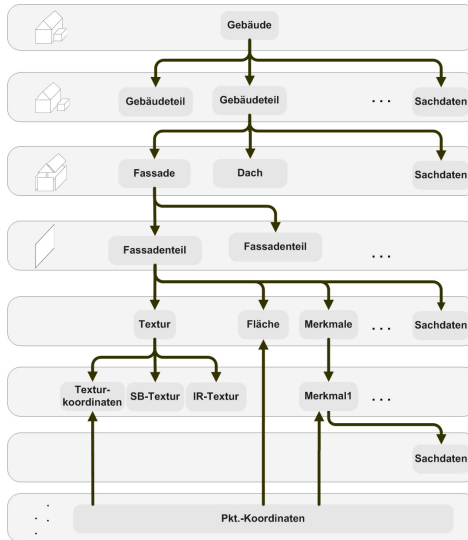 Gebäude
Gebäudeteil
Gebäudeteil
. . .
Sachdaten
Fassade
Dach
Sachdaten
Fassadenteil
Fassadenteil
. . .
Textur
Fläche
Merkmale
. . .
Sachdaten
Textur-
koordinaten
SB-Textur
IR-Textur
Merkmal1
. . .
Sachdaten
Pkt.-Koordinaten